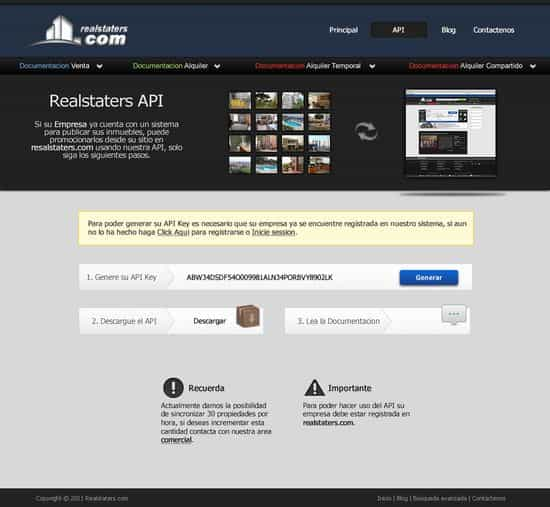 realstaters
.com
Principal
API
Blog
Contactenos
Documentacion Venta
Documentacion Alquiler
Documentacion Alquiler Temporal
Documentacion Alquiler Compartido
Realstaters API
Si su Empresa ya cuenta con un sistema
para publicar sus inmuebles, puede
promocionarlos desde su sitio en
resalstaters.com usando nuestra API, solo
siga los siguientes pasos.
Para poder generar su API Key es necesario que su empresa ya se encuentre registrada en nuestro sistema, si aun
no lo ha hecho haga Click Aqui para registrarse o Inicie session.
1. Genere su API Key
Generar
2. Descargue el API
Descargar
3. Lea la Documentacion
Recuerda
Actualmente damos la posibilidad
de sincronizar 30 propiedades por
hora, si deseas incrementar esta
cantidad contacta con nuestra area
comercial.
Importante
Para poder hacer uso del API su
empresa debe estar registrada en
realstaters.com.
Copyright © 2011 Realstaters.com
Inicio | Blog | Busqueda avanzada | Contactenos